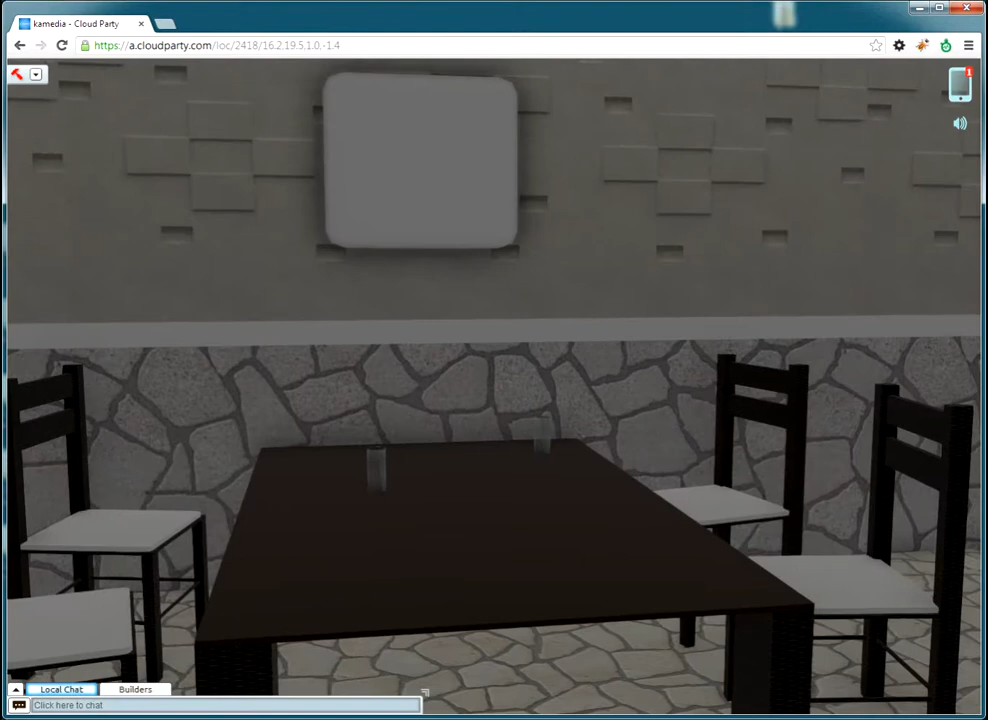 kamedia - Cloud Party
https://a.cloudparty.com/loc/2418/16.2.19.5.1.0.-1.4
1
Local Chat
Builders
Click here to chat